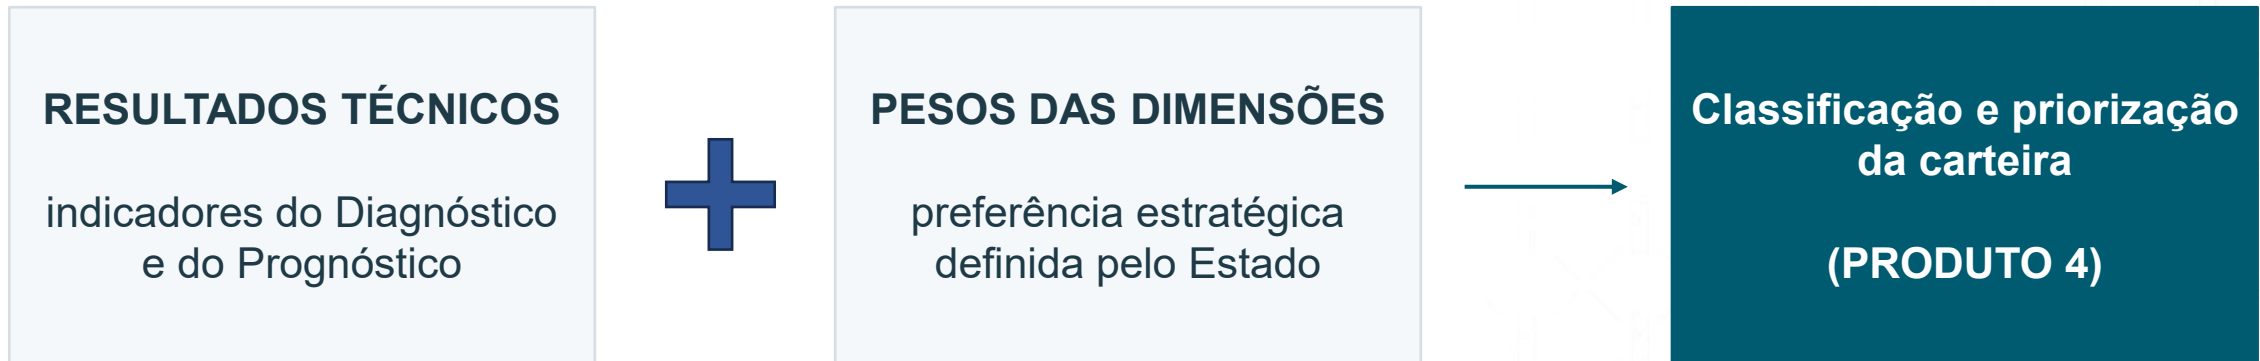 RESULTADOS TÉCNICOS
indicadores do Diagnóstico
e do Prognóstico
PESOS DAS DIMENSÕES
preferência estratégica
definida pelo Estado
Classificação e priorização
da carteira
(PRODUTO 4)